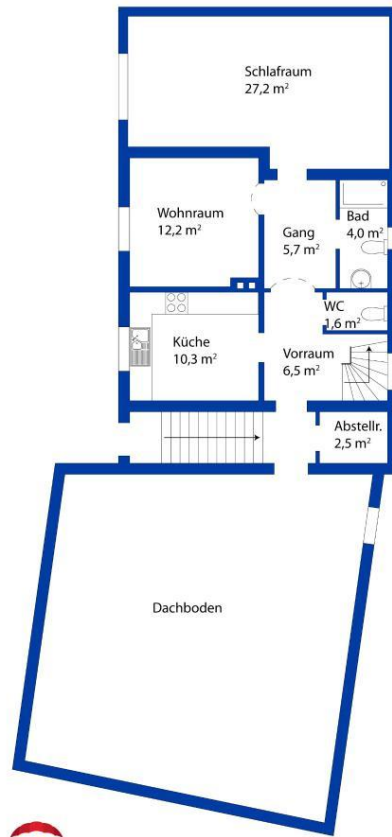 Schlafraum
27,2 m²
Wohnraum
12,2 m²
Gang
5,7 m²
Bad
4,0 m²
WC
1,6 m²
Küche
10,3 m²
Vorraum
6,5 m²
Abstellr.
2,5 m²
Dachboden